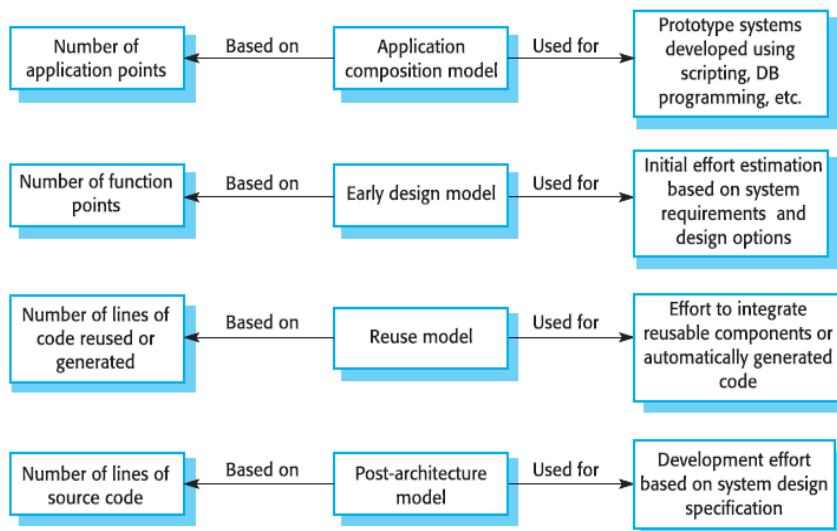 Number of
application points
Based on
Application
composition model
Used for
Prototype systems
developed using
scripting, DB
programming, etc.
Number of function
points
Based on
Early design model
Used for
Initial effort estimation
based on system
requirements and
design options
Number of lines of
code reused or
generated
Based on
Reuse model
Used for
Effort to integrate
reusable components or
automatically generated
code
Number of lines of
source code
Based on
Post-architecture
model
Used for
Development effort
based on system design
specification